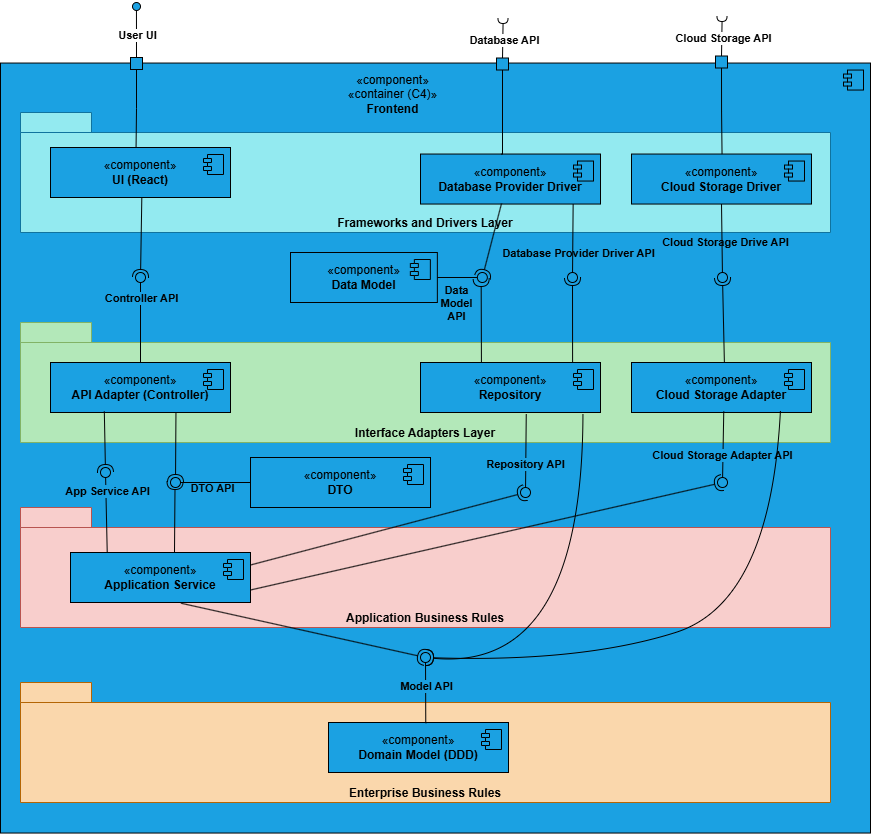 User UI
Database API
Cloud Storage API
«component»
«container (C4)»
Frontend
«component»
UI (React)
«component»
Database Provider Driver
«component»
Cloud Storage Driver
Frameworks and Drivers Layer
Database Provider Driver API
Cloud Storage Drive API
«component»
Data Model
Data
Model
API
Controller API
«component»
API Adapter (Controller)
«component»
Repository
«component»
Cloud Storage Adapter
Interface Adapters Layer
App Service API
DTO API
«component»
DTO
Repository API
Cloud Storage Adapter API
«component»
Application Service
Application Business Rules
Model API
«component»
Domain Model (DDD)
Enterprise Business Rules